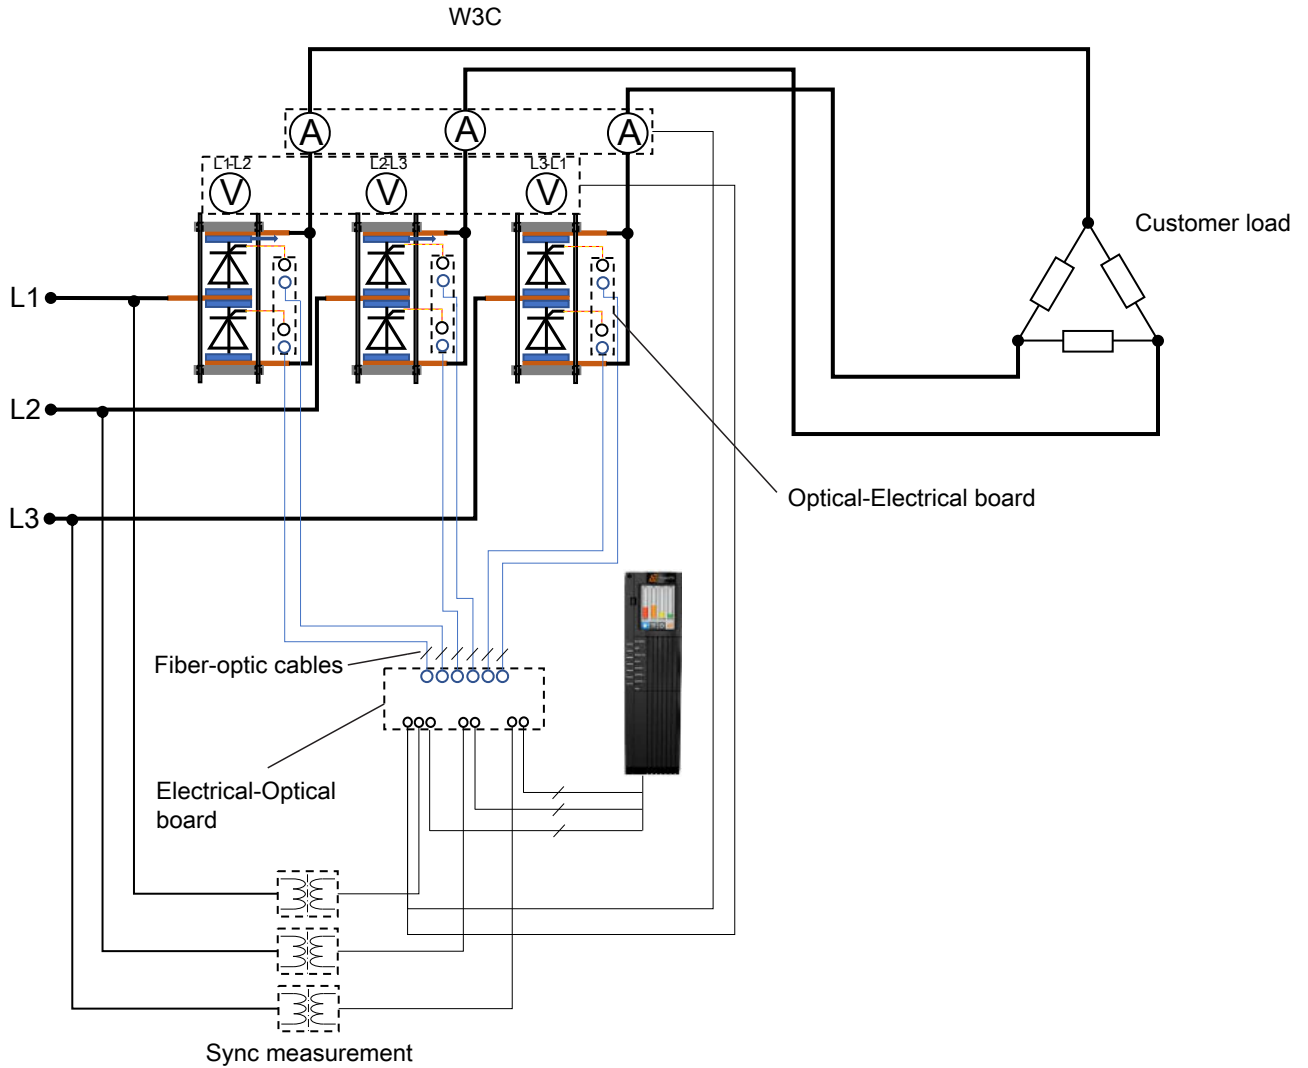 W3C
A
A
A
L1-L2
L2-L3
L3-L1
V
V
V
Customer load
L1
L2
Optical-Electrical board
L3
Fiber-optic cables
Electrical-Optical
board
Sync measurement